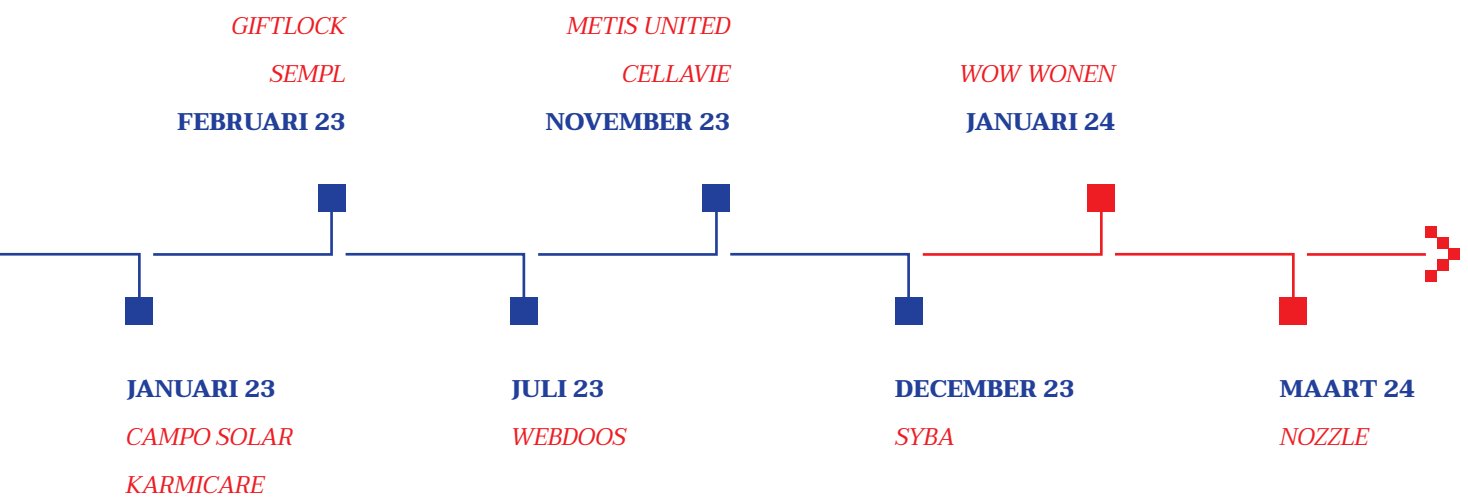 GIFTLOCK
SEMPL
FEBRUARI 23
METIS UNITED
CELLAVIE
NOVEMBER 23
WOW WONEN
JANUARI 24
JANUARI 23
CAMPO SOLAR
KARMICARE
JULI 23
WEBDOOS
DECEMBER 23
SYBA
MAART 24
NOZZLE